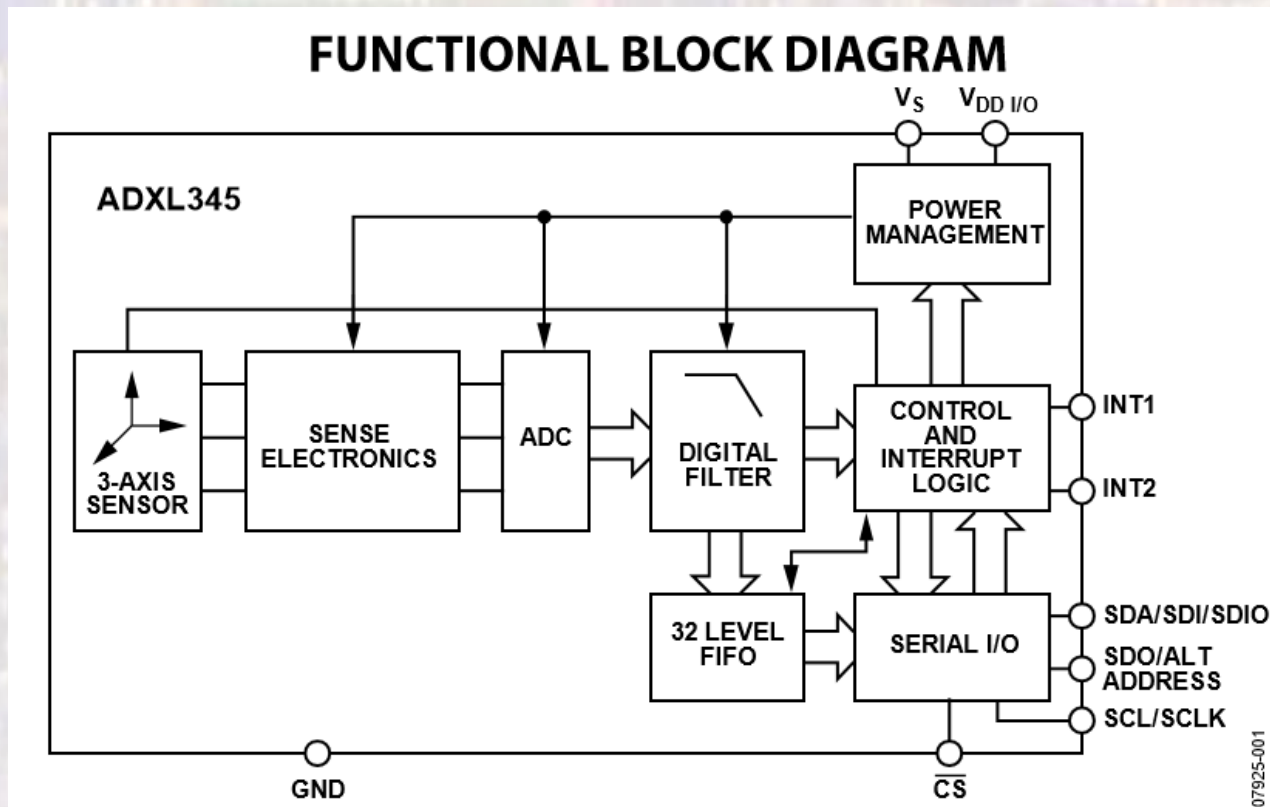 FUNCTIONAL BLOCK DIAGRAM
V_S
V_DD I/O
ADXL345
POWER
MANAGEMENT
3-AXIS
SENSOR
SENSE
ELECTRONICS
ADC
DIGITAL
FILTER
CONTROL
AND
INTERRUPT
LOGIC
INT1
INT2
32 LEVEL
FIFO
SERIAL I/O
SDA/SDI/SDIO
SDO/ALT
ADDRESS
SCL/SCLK
GND
C̅S̅
07925-001